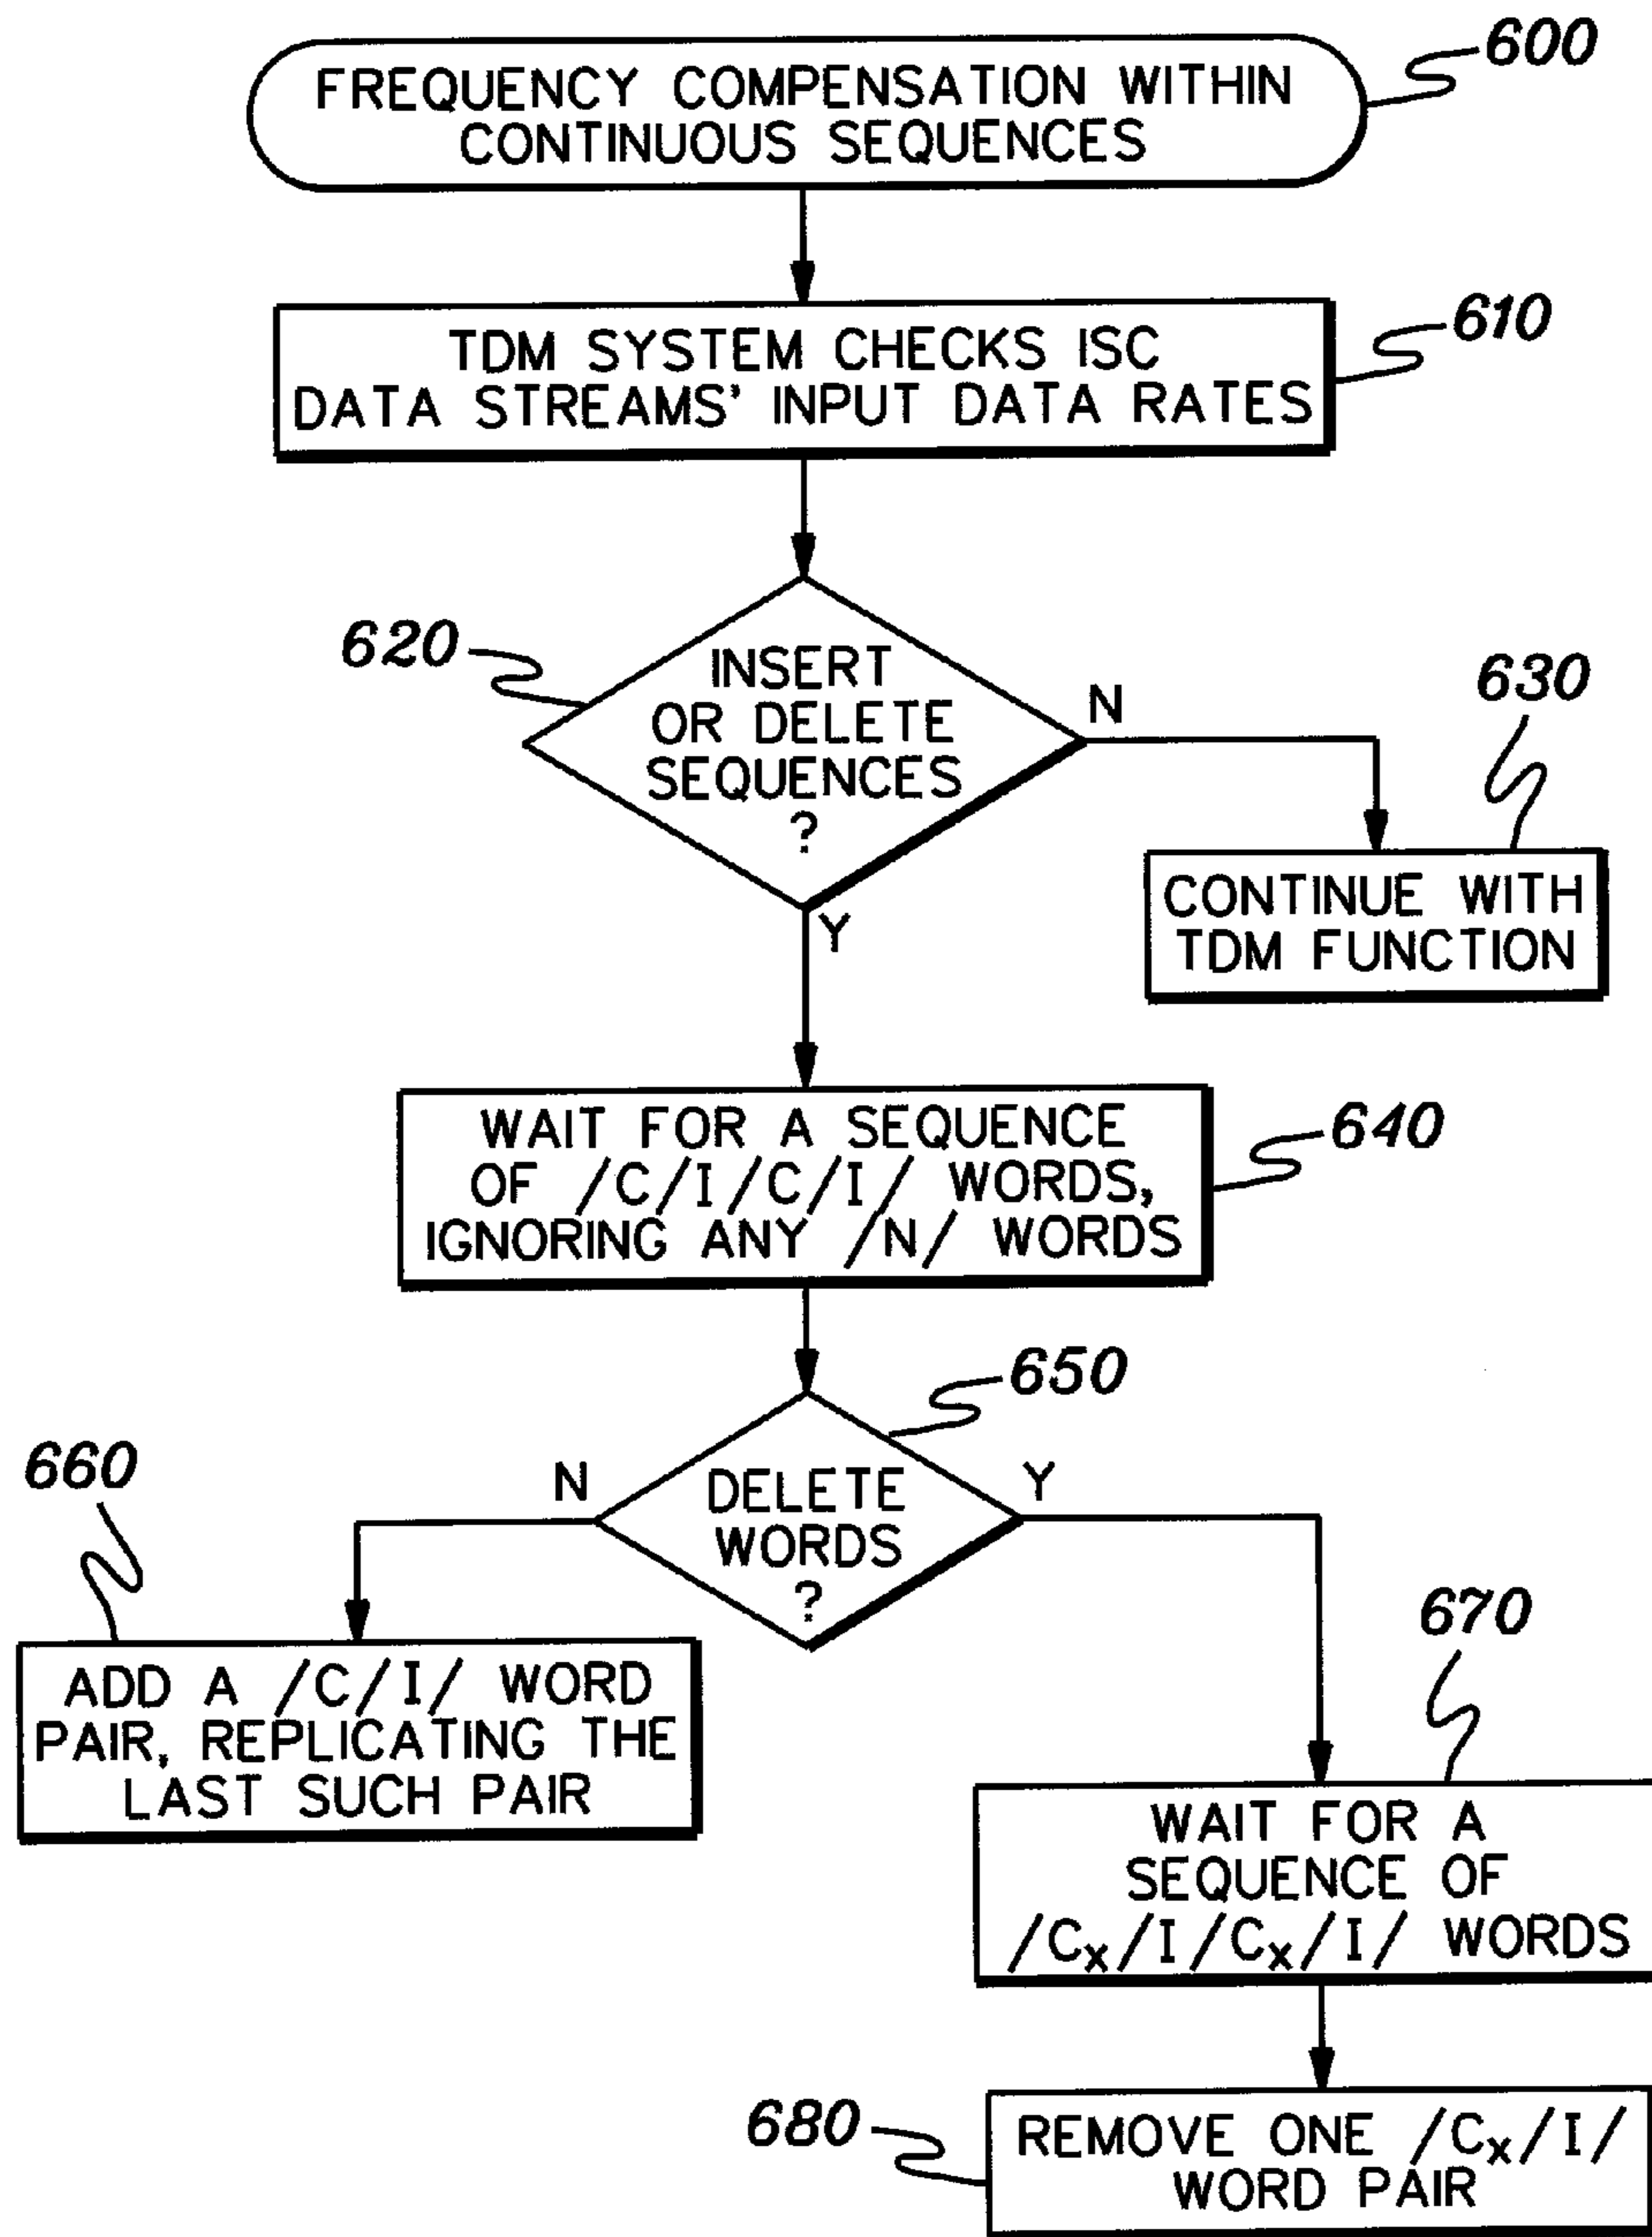 600
FREQUENCY COMPENSATION WITHIN
CONTINUOUS SEQUENCES
610
TDM SYSTEM CHECKS ISC
DATA STREAMS' INPUT DATA RATES
620
INSERT
OR DELETE
SEQUENCES
?
N
Y
630
CONTINUE WITH
TDM FUNCTION
640
WAIT FOR A SEQUENCE
OF /C/I/C/I/ WORDS,
IGNORING ANY /N/ WORDS
650
DELETE
WORDS
?
N
Y
660
ADD A /C/I/ WORD
PAIR, REPLICATING THE
LAST SUCH PAIR
670
WAIT FOR A
SEQUENCE OF
/Cx/I/Cx/I/ WORDS
680
REMOVE ONE /Cx/I/
WORD PAIR